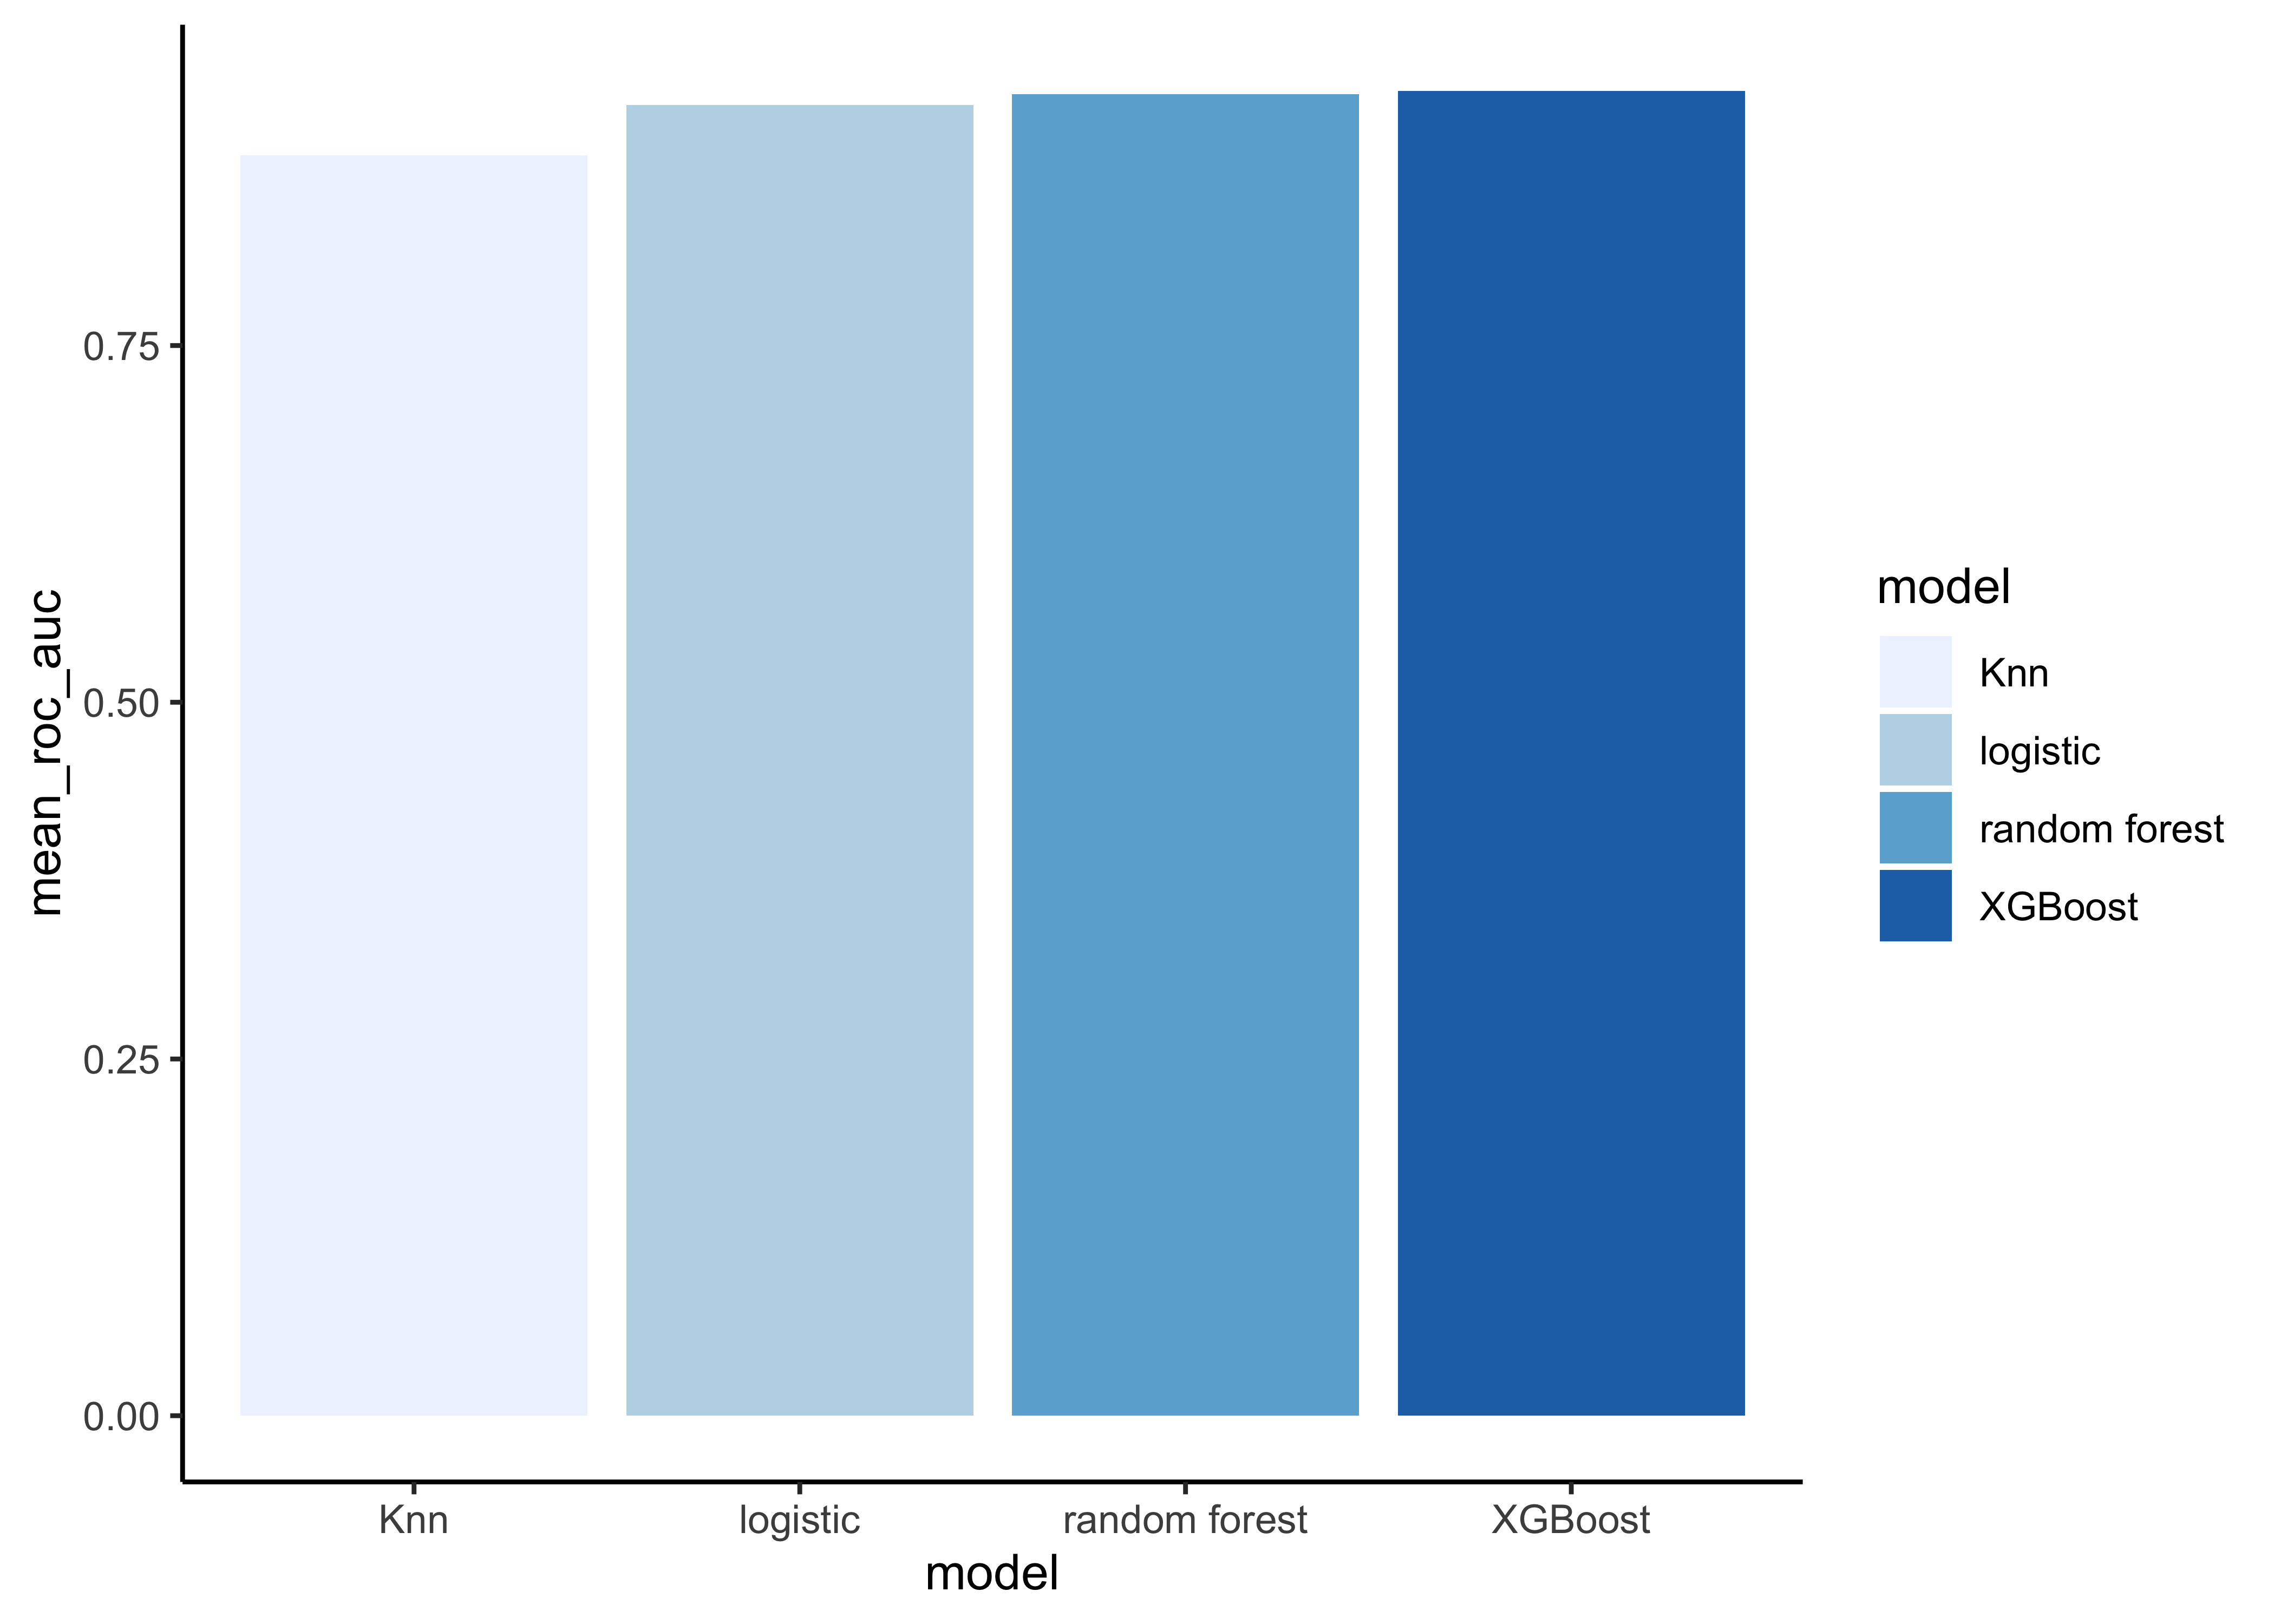 mean_roc_auc
0.75
0.50
0.25
0.00
Knn
logistic
random forest
XGBoost
model
model
Knn
logistic
random forest
XGBoost